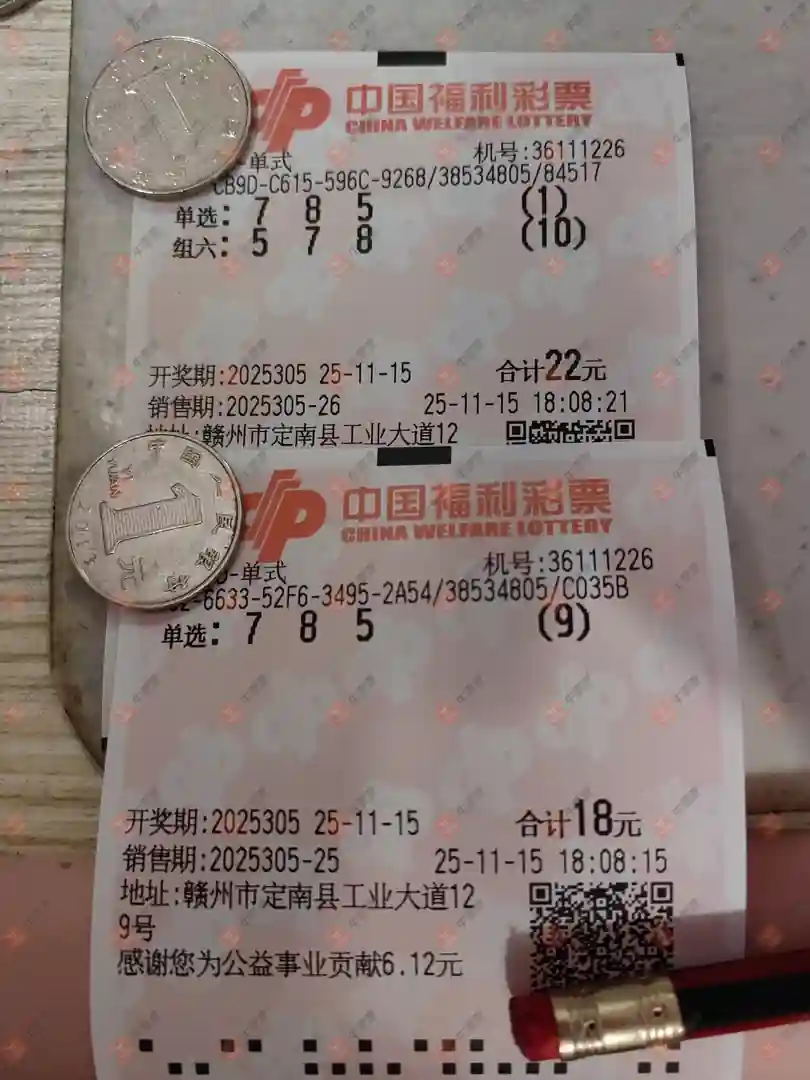 中国福利彩票
CHINA WELFARE LOTTERY
-单式 机号:36111226
CB9D-C615-596C-9268/38534805/84517
单选: 7 8 5 (1)
组六: 5 7 8 (10)
开奖期:2025305 25-11-15 合计22元
销售期:2025305-26 25-11-15 18:08:21
地址:赣州市定南县工业大道12
中国福利彩票
CHINA WELFARE LOTTERY
D-单式 机号:36111226
-6633-52F6-3495-2A54/38534805/C035B
单选: 7 8 5 (9)
开奖期:2025305 25-11-15 合计18元
销售期:2025305-25 25-11-15 18:08:15
地址:赣州市定南县工业大道12
9号
感谢您为公益事业贡献6.12元
YI YUAN
1元